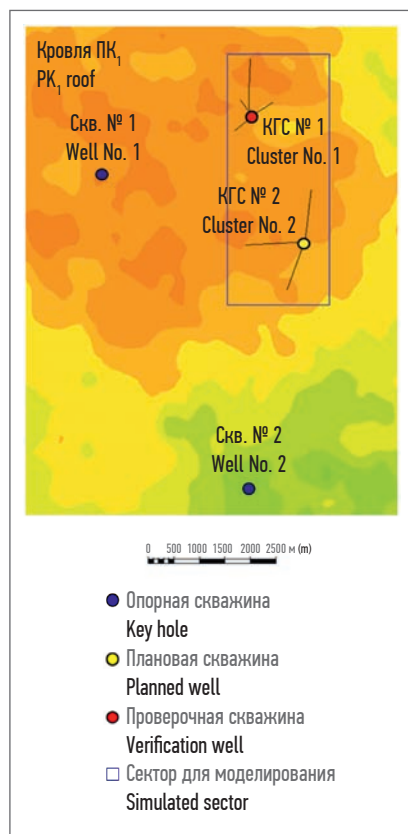 Кровля ПК₁
PK₁ roof
Скв. № 1
Well No. 1
КГС № 1
Cluster No. 1
КГС № 2
Cluster No. 2
Скв. № 2
Well No. 2
0 500 1000 1500 2000 2500 м (m)
Опорная скважина
Key hole
Плановая скважина
Planned well
Проверочная скважина
Verification well
Сектор для моделирования
Simulated sector